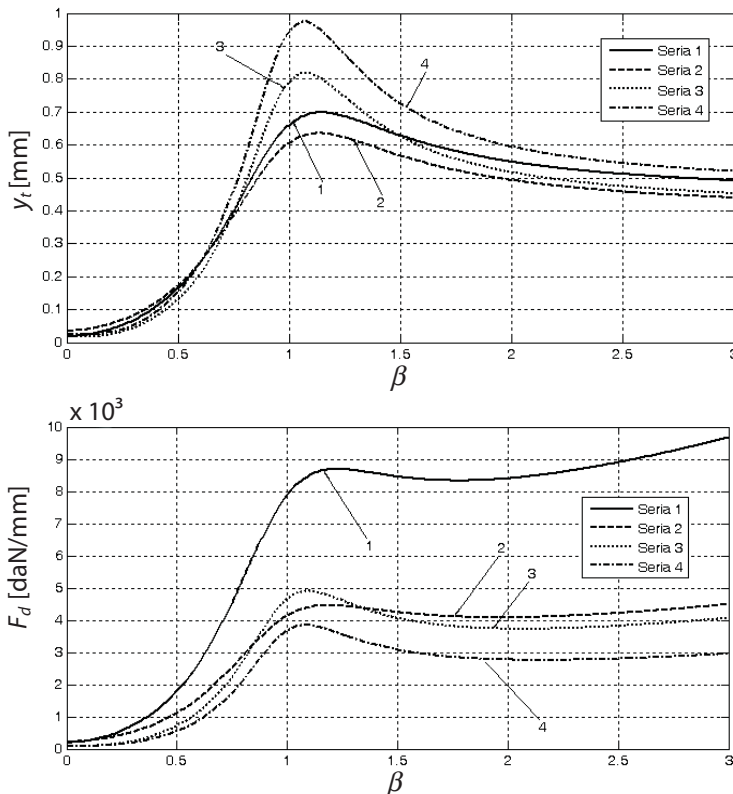 1
0.9
0.8
0.7
0.6
0.5
0.4
0.3
0.2
0.1
0
yₜ [mm]
3
4
1
2
Seria 1
Seria 2
Seria 3
Seria 4
0 0.5 1 1.5 2 2.5 3
β
x 10³
10
9
8
7
6
5
4
3
2
1
0
F_d [daN/mm]
1
2
3
4
Seria 1
Seria 2
Seria 3
Seria 4
0 0.5 1 1.5 2 2.5 3
β